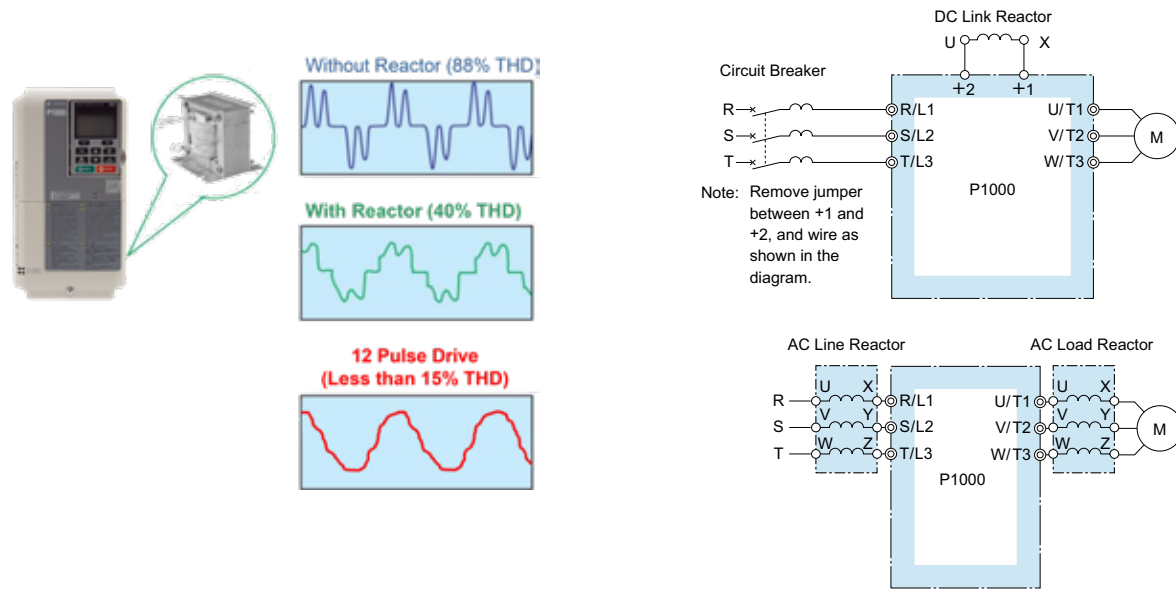 Without Reactor (88% THD)
P1000
With Reactor (40% THD)
12 Pulse Drive
(Less than 15% THD)
DC Link Reactor
U X
Circuit Breaker
+2 +1
R R/L1 U/T1
S S/L2 V/T2 M
T T/L3 W/T3
P1000
Note: Remove jumper
between +1 and
+2, and wire as
shown in the
diagram.
AC Line Reactor AC Load Reactor
U X U X
R R/L1 U/T1
V Y V Y
S S/L2 V/T2 M
W Z W Z
T T/L3 W/T3
P1000